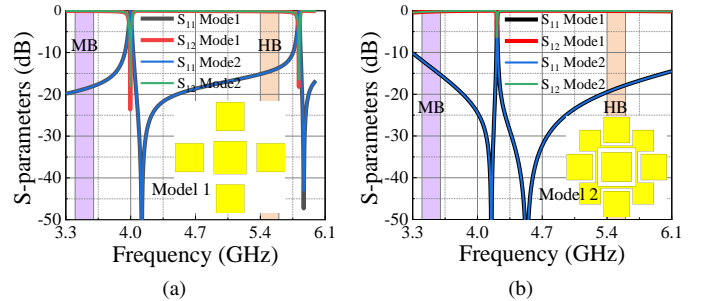 S-parameters (dB)
0
-10
-20
-30
-40
-50
MB
HB
S11 Mode1
S12 Mode1
S11 Mode2
S12 Mode2
Model 1
3.3 4.0 4.7 5.4 6.1
Frequency (GHz)
(a)
S-parameters (dB)
0
-10
-20
-30
-40
-50
MB
HB
S11 Mode1
S12 Mode1
S11 Mode2
S12 Mode2
Model 2
3.3 4.0 4.7 5.4 6.1
Frequency (GHz)
(b)